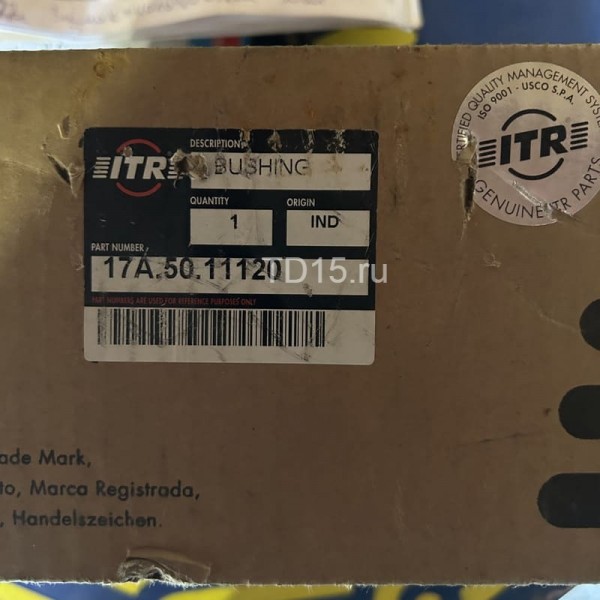 ITR
DESCRIPTION
BUSHING
QUANTITY
ORIGIN
1
IND
PART NUMBER
17A.50.11120
PART NUMBERS ARE USED FOR REFERENCE PURPOSES ONLY
TD15.ru
CERTIFIED QUALITY MANAGEMENT SYSTEM
ISO 9001 - USCO S.P.A.
ITR
GENUINE ITR PARTS
ade Mark,
to, Marca Registrada,
, Handelszeichen.